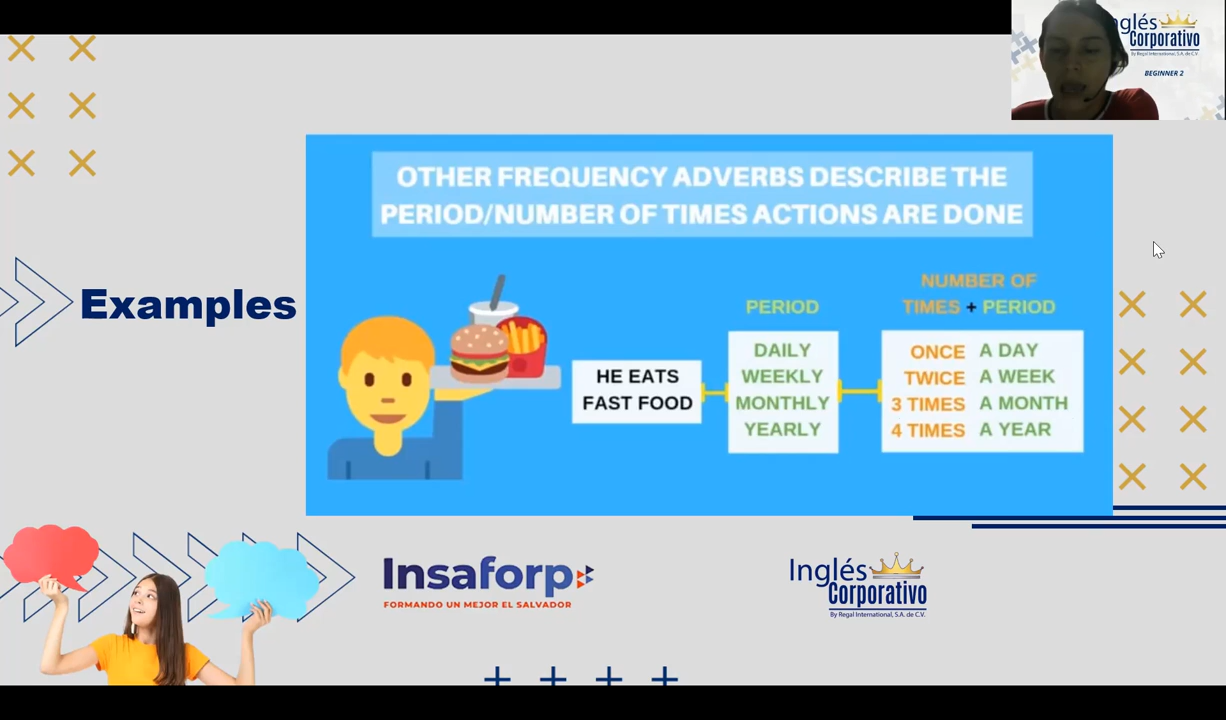 Inglés
Corporativo
By Regal International, S.A. de C.V.
BEGINNER 2
OTHER FREQUENCY ADVERBS DESCRIBE THE
PERIOD/NUMBER OF TIMES ACTIONS ARE DONE
Examples
HE EATS
FAST FOOD
PERIOD
DAILY
WEEKLY
MONTHLY
YEARLY
NUMBER OF
TIMES + PERIOD
ONCE A DAY
TWICE A WEEK
3 TIMES A MONTH
4 TIMES A YEAR
Insaforp
FORMANDO UN MEJOR EL SALVADOR
Inglés
Corporativo
By Regal International, S.A. de C.V.